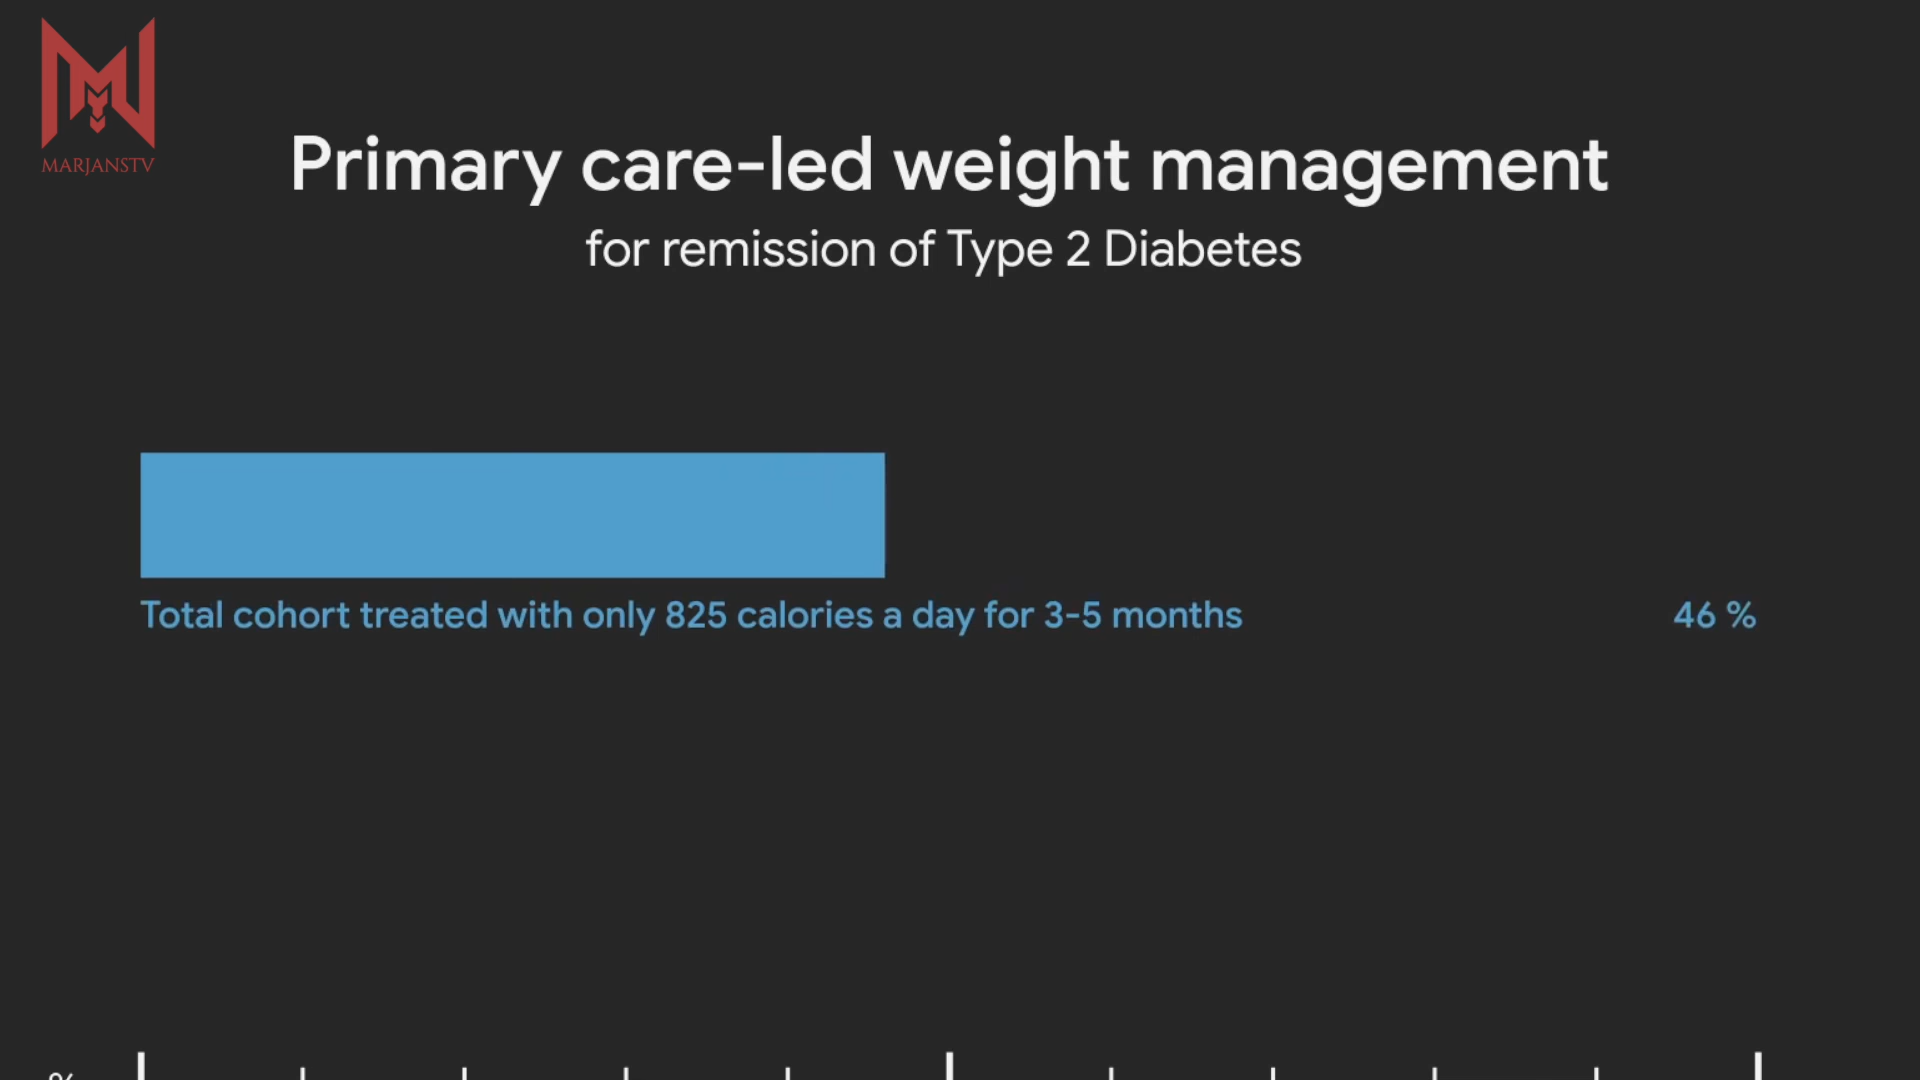 MARJANSTV
Primary care-led weight management
for remission of Type 2 Diabetes
Total cohort treated with only 825 calories a day for 3-5 months
46 %
%